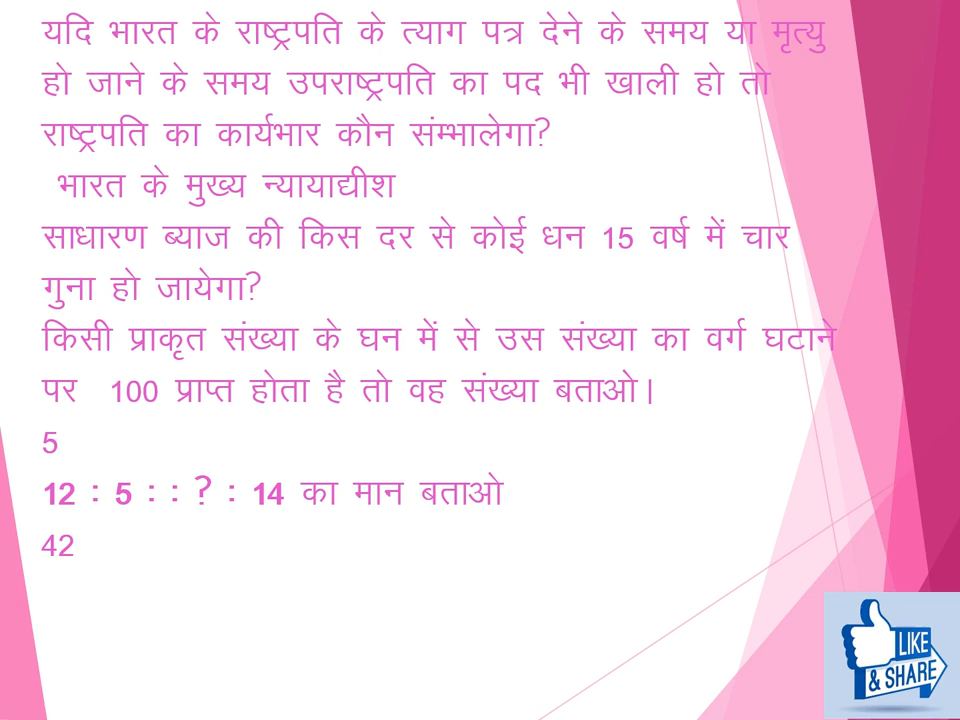 यदि भारत के राष्ट्रपति के त्याग पत्र देने के समय या मृत्यु
हो जाने के समय उपराष्ट्रपति का पद भी खाली हो तो
राष्ट्रपति का कार्यभार कौन संम्भालेगा?
भारत के मुख्य न्यायाद्यीश
साधारण ब्याज की किस दर से कोई धन 15 वर्ष में चार
गुना हो जायेगा?
किसी प्राकृत संख्या के घन में से उस संख्या का वर्ग घटाने
पर 100 प्राप्त होता है तो वह संख्या बताओ।
5
12 : 5 : : ? : 14 का मान बताओ
42
LIKE
& SHARE